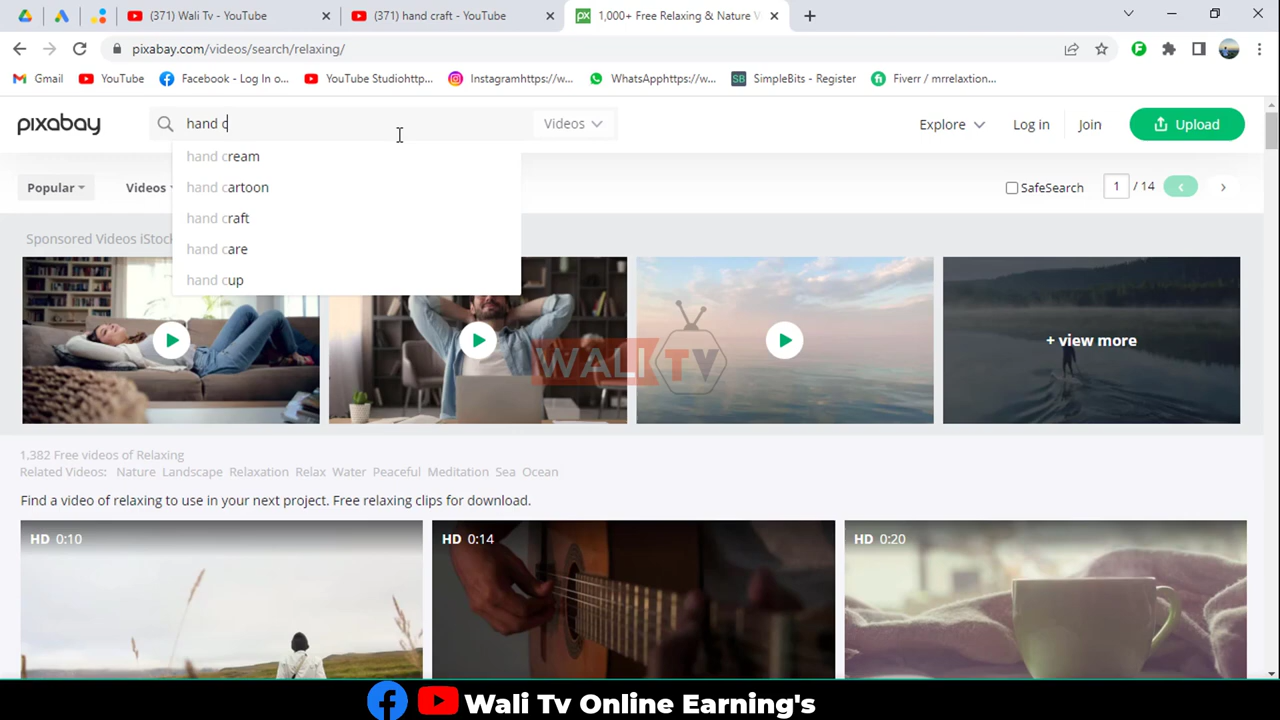 (371) Wali Tv - YouTube
(371) hand craft - YouTube
1,000+ Free Relaxing & Nature V
pixabay.com/videos/search/relaxing/
Gmail
YouTube
Facebook - Log In o...
YouTube Studiohttp...
Instagramhttps://w...
WhatsApphttps://w...
SB
SimpleBits - Register
Fiverr / mrrelaxtion...
pixabay
hand c
Videos
Explore
Log in
Join
Upload
hand cream
hand cartoon
hand craft
hand care
hand cup
Popular
Videos
SafeSearch
1 / 14
Sponsored Videos iStock
+ view more
WALI TV
1,382 Free videos of Relaxing
Related Videos: Nature Landscape Relaxation Relax Water Peaceful Meditation Sea Ocean
Find a video of relaxing to use in your next project. Free relaxing clips for download.
HD 0:10
HD 0:14
HD 0:20
Wali Tv Online Earning's